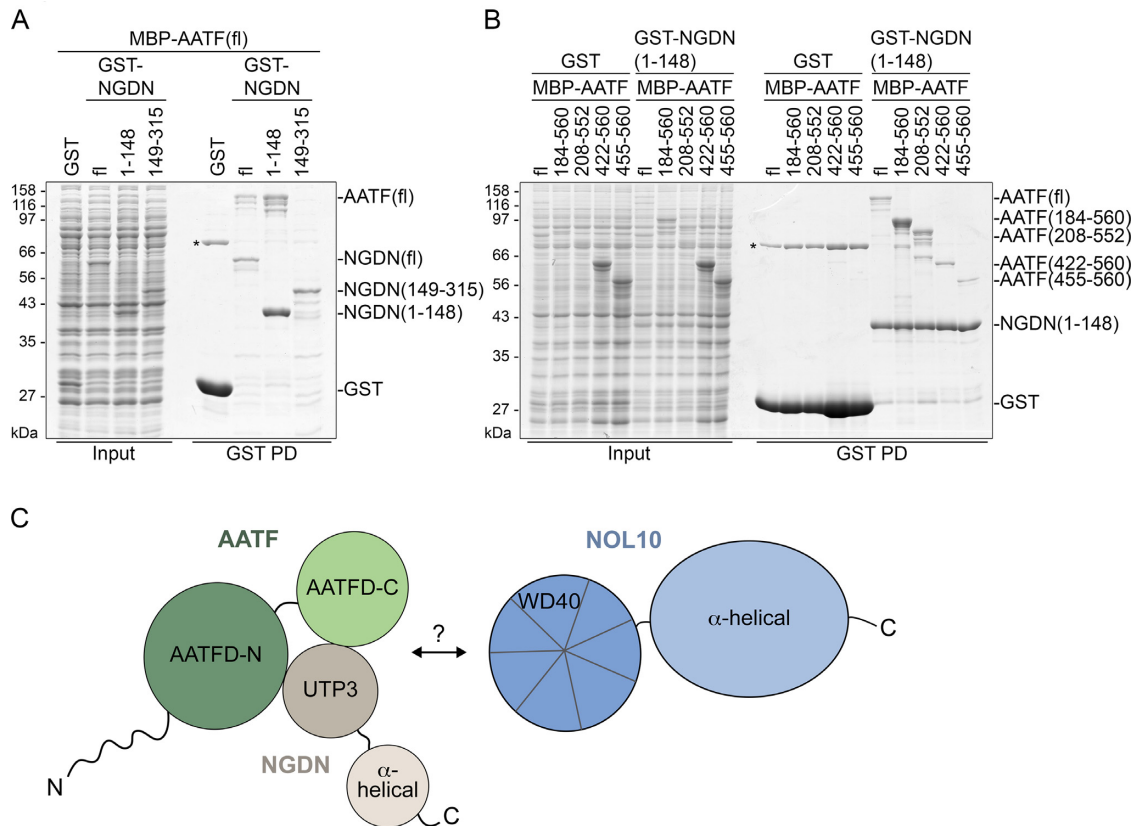 A
MBP-AATF(fl)
GST-
NGDN
GST-
NGDN
GST
fl
1-148
149-315
GST
fl
1-148
149-315
158 -
116 -
97 -
66 -
56 -
43 -
35 -
27 -
kDa
*
-AATF(fl)
-NGDN(fl)
-NGDN(149-315)
-NGDN(1-148)
-GST
Input
GST PD
B
GST
GST-NGDN
(1-148)
GST
GST-NGDN
(1-148)
MBP-AATF
MBP-AATF
MBP-AATF
MBP-AATF
fl
184-560
208-552
422-560
455-560
fl
184-560
208-552
422-560
455-560
fl
184-560
208-552
422-560
455-560
fl
184-560
208-552
422-560
455-560
158 -
116 -
97 -
66 -
56 -
43 -
35 -
27 -
kDa
*
-AATF(fl)
-AATF(184-560)
-AATF(208-552)
-AATF(422-560)
-AATF(455-560)
-NGDN(1-148)
-GST
Input
GST PD
C
AATF
AATFD-C
AATFD-N
UTP3
NGDN
α-
helical
N
C
?
NOL10
WD40
α-helical
C